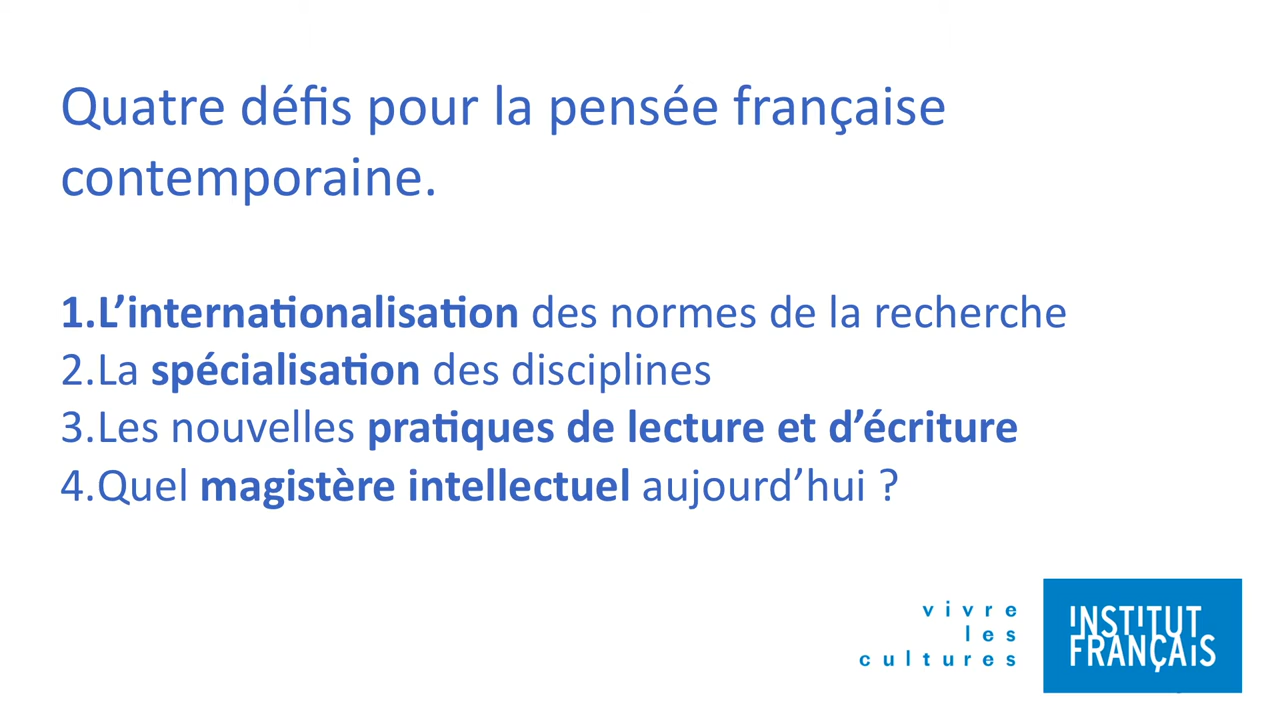 Quatre défis pour la pensée française
contemporaine.
1.L’internationalisation des normes de la recherche
2.La spécialisation des disciplines
3.Les nouvelles pratiques de lecture et d’écriture
4.Quel magistère intellectuel aujourd’hui ?
vivre
les
cultures
INSTITUT
FRANÇAIS